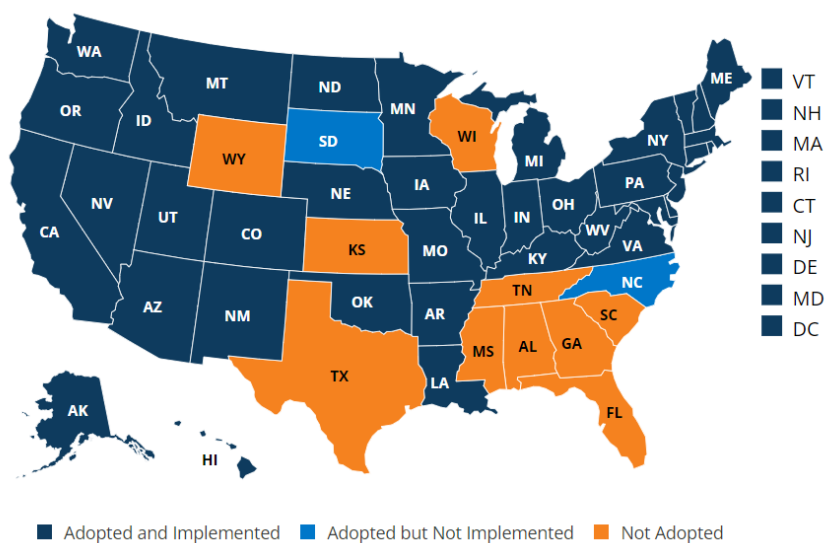 WA
ME
MT
ND
VT
OR
MN
NH
ID
WI
NY
MA
SD
WY
MI
RI
PA
IA
NE
CT
NV
OH
IL
IN
UT
NJ
CA
CO
WV
VA
KS
MO
KY
DE
NC
TN
MD
AZ
OK
NM
AR
SC
DC
GA
AL
MS
TX
LA
AK
FL
HI
Adopted and Implemented Adopted but Not Implemented Not Adopted